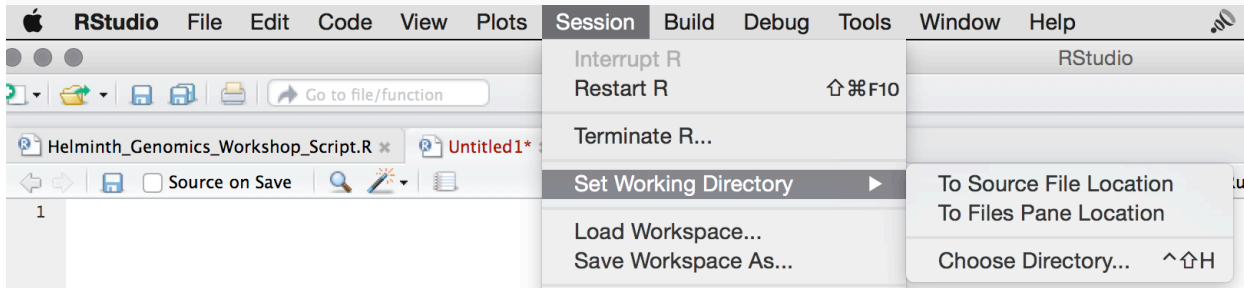 RStudio File Edit Code View Plots Session Build Debug Tools Window Help
Interrupt R
RStudio
Restart R ⇧⌘F10
Go to file/function
Terminate R...
Helminth_Genomics_Workshop_Script.R × Untitled1*
Source on Save
Set Working Directory ▶
To Source File Location
To Files Pane Location
Choose Directory... ^⇧H
1
Load Workspace...
Save Workspace As...